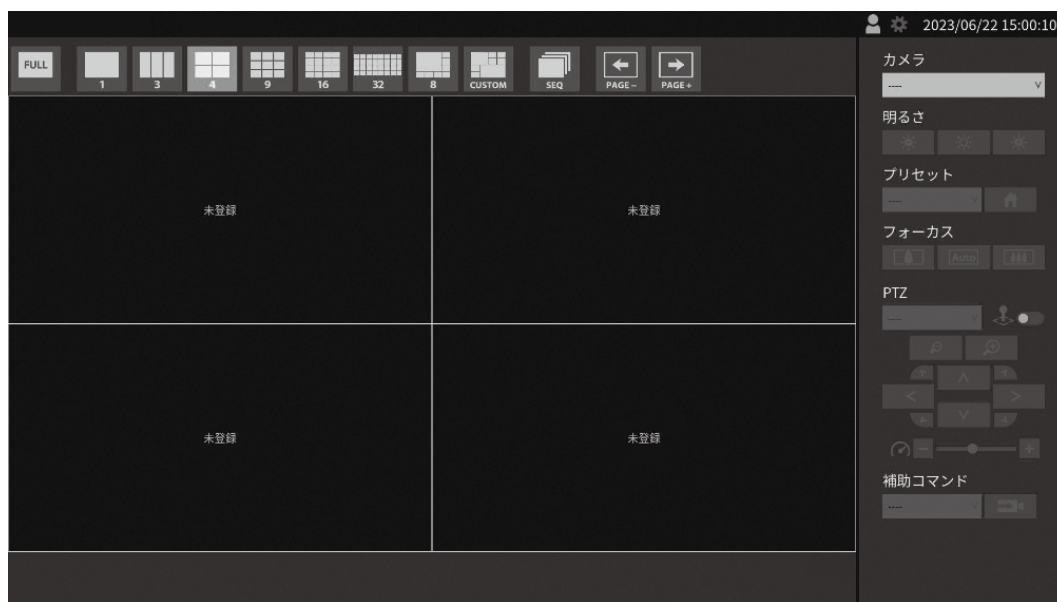 2023/06/22 15:00:10
FULL
1
3
4
9
16
32
8
CUSTOM
SEQ
PAGE−
PAGE+
未登録
未登録
未登録
未登録
カメラ
----
明るさ
プリセット
----
フォーカス
Auto
PTZ
----
補助コマンド
----